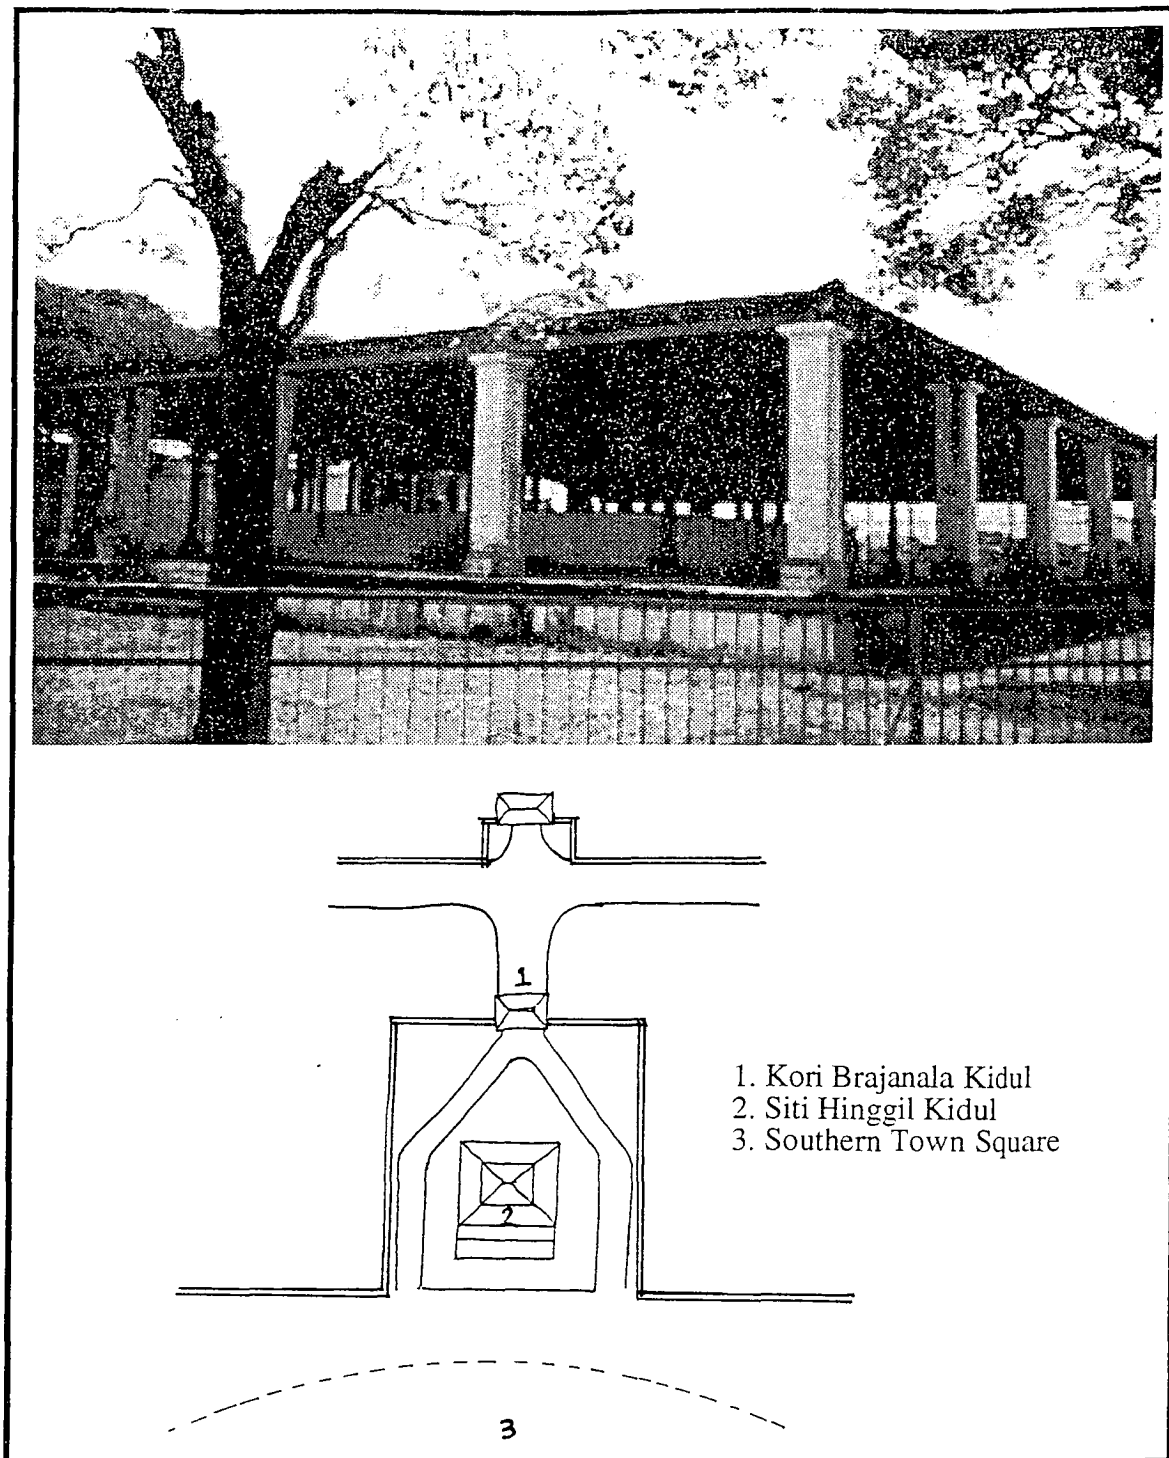 1
2
3
1. Kori Brajanala Kidul
2. Siti Hinggil Kidul
3. Southern Town Square